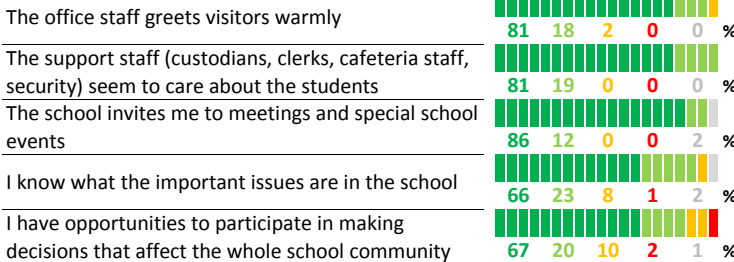 The office staff greets visitors warmly
81 18 2 0 0 %
The support staff (custodians, clerks, cafeteria staff,
security) seem to care about the students
81 19 0 0 0 %
The school invites me to meetings and special school
events
86 12 0 0 2 %
I know what the important issues are in the school
66 23 8 1 2 %
I have opportunities to participate in making
decisions that affect the whole school community
67 20 10 2 1 %